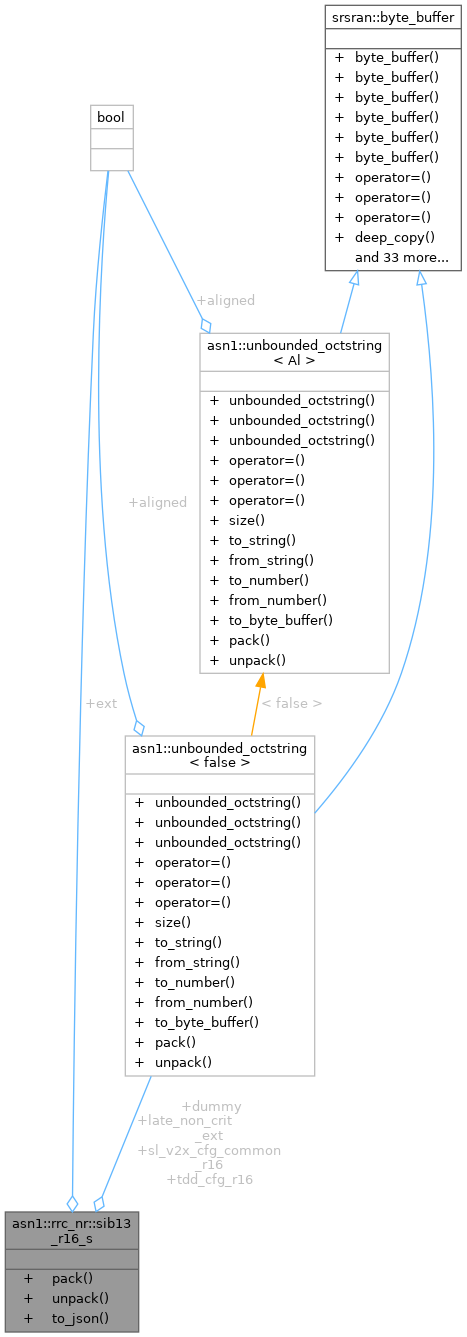 srsran::byte_buffer
+ byte_buffer()
+ byte_buffer()
+ byte_buffer()
+ byte_buffer()
+ byte_buffer()
+ byte_buffer()
+ operator=()
+ operator=()
+ operator=()
+ deep_copy()
and 33 more...
bool
+aligned
asn1::unbounded_octstring
< Al >
+ unbounded_octstring()
+ unbounded_octstring()
+ unbounded_octstring()
+ operator=()
+ operator=()
+ operator=()
+ size()
+ to_string()
+ from_string()
+ to_number()
+ from_number()
+ to_byte_buffer()
+ pack()
+ unpack()
+aligned
+ext
< false >
asn1::unbounded_octstring
< false >
+ unbounded_octstring()
+ unbounded_octstring()
+ unbounded_octstring()
+ operator=()
+ operator=()
+ operator=()
+ size()
+ to_string()
+ from_string()
+ to_number()
+ from_number()
+ to_byte_buffer()
+ pack()
+ unpack()
+dummy
+late_non_crit
_ext
+sl_v2x_cfg_common
_r16
+tdd_cfg_r16
asn1::rrc_nr::sib13
_r16_s
+ pack()
+ unpack()
+ to_json()